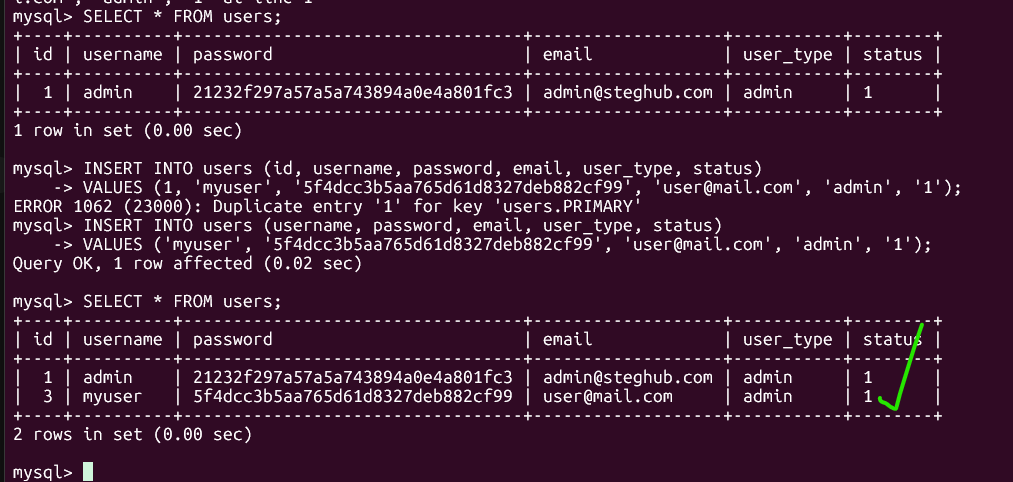 mysql> SELECT * FROM users;
+----+----------+----------------------------------+--------------------+-----------+--------+
| id | username | password                         | email              | user_type | status |
+----+----------+----------------------------------+--------------------+-----------+--------+
|  1 | admin    | 21232f297a57a5a743894a0e4a801fc3 | admin@steghub.com  | admin     | 1      |
+----+----------+----------------------------------+--------------------+-----------+--------+
1 row in set (0.00 sec)
mysql> INSERT INTO users (id, username, password, email, user_type, status)
    -> VALUES (1, 'myuser', '5f4dcc3b5aa765d61d8327deb882cf99', 'user@mail.com', 'admin', '1');
ERROR 1062 (23000): Duplicate entry '1' for key 'users.PRIMARY'
mysql> INSERT INTO users (username, password, email, user_type, status)
    -> VALUES ('myuser', '5f4dcc3b5aa765d61d8327deb882cf99', 'user@mail.com', 'admin', '1');
Query OK, 1 row affected (0.02 sec)
mysql> SELECT * FROM users;
+----+----------+----------------------------------+--------------------+-----------+--------+
| id | username | password                         | email              | user_type | status |
+----+----------+----------------------------------+--------------------+-----------+--------+
|  1 | admin    | 21232f297a57a5a743894a0e4a801fc3 | admin@steghub.com  | admin     | 1      |
|  3 | myuser   | 5f4dcc3b5aa765d61d8327deb882cf99 | user@mail.com      | admin     | 1      |
+----+----------+----------------------------------+--------------------+-----------+--------+
2 rows in set (0.00 sec)
mysql>